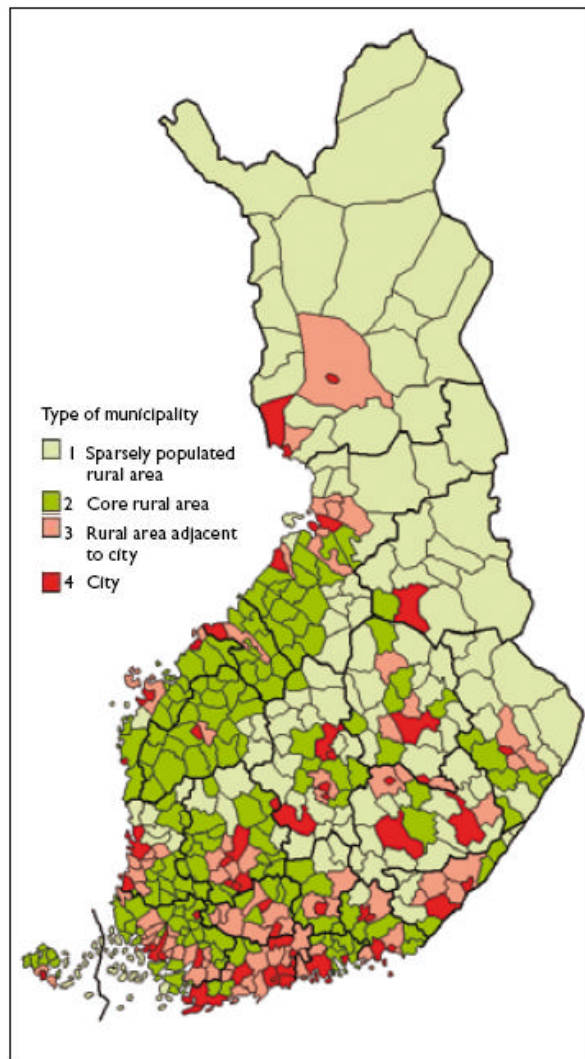 Type of municipality
1 Sparsely populated
rural area
2 Core rural area
3 Rural area adjacent
to city
4 City